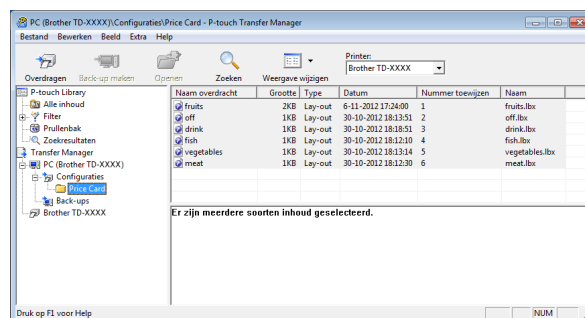 PC (Brother TD-XXXX)\Configuraties\Price Card - P-touch Transfer Manager
Bestand Bewerken Beeld Extra Help
Overdragen Back-up maken Openen Zoeken Weergave wijzigen
Printer:
Brother TD-XXXX
P-touch Library
Alle inhoud
Filter
Prullenbak
Zoekresultaten
Transfer Manager
PC (Brother TD-XXXX)
Configuraties
Price Card
Back-ups
Brother TD-XXXX
Naam overdracht Grootte Type Datum Nummer toewijzen Naam
fruits 2KB Lay-out 6-11-2012 17:24:00 1 fruits.lbx
off 1KB Lay-out 30-10-2012 18:13:51 2 off.lbx
drink 1KB Lay-out 30-10-2012 18:18:51 3 drink.lbx
fish 1KB Lay-out 30-10-2012 18:12:10 4 fish.lbx
vegetables 1KB Lay-out 30-10-2012 18:13:14 5 vegetables.lbx
meat 1KB Lay-out 30-10-2012 18:12:30 6 meat.lbx
Er zijn meerdere soorten inhoud geselecteerd.
Druk op F1 voor Help
NUM